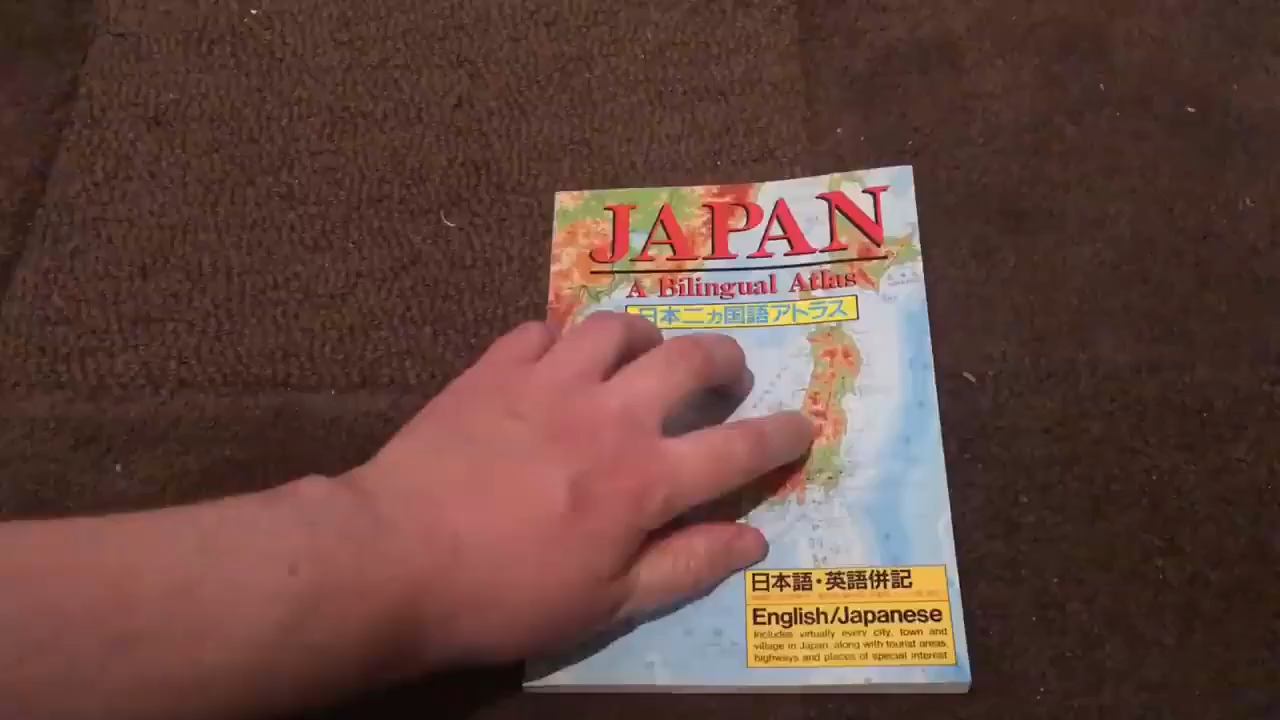 JAPAN
A Bilingual Atlas
日本二ヵ国語アトラス
日本語・英語併記
English/Japanese
Includes virtually every city, town and
village in Japan, along with tourist areas,
highways and places of special interest